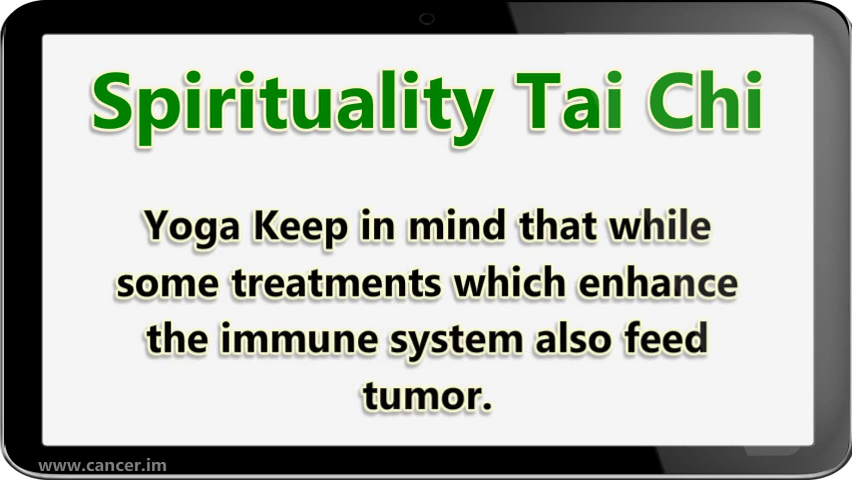 Spirituality Tai Chi
Yoga Keep in mind that while
some treatments which enhance
the immune system also feed
tumor.
www.cancer.im